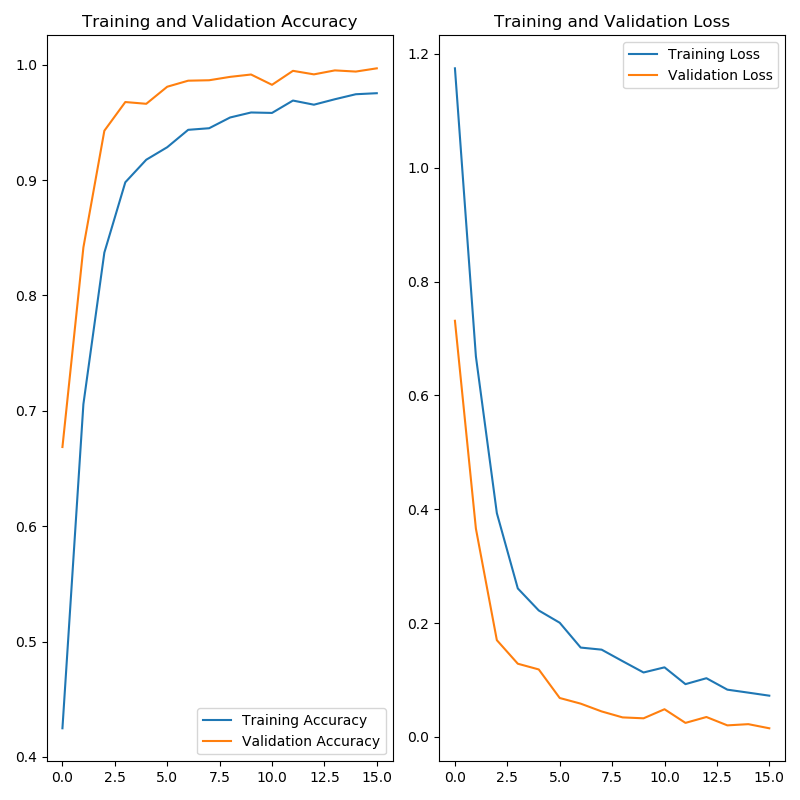 Training and Validation Accuracy
1.0
0.9
0.8
0.7
0.6
0.5
0.4
Training Accuracy
Validation Accuracy
0.0 2.5 5.0 7.5 10.0 12.5 15.0
Training and Validation Loss
1.2
1.0
0.8
0.6
0.4
0.2
0.0
Training Loss
Validation Loss
0.0 2.5 5.0 7.5 10.0 12.5 15.0